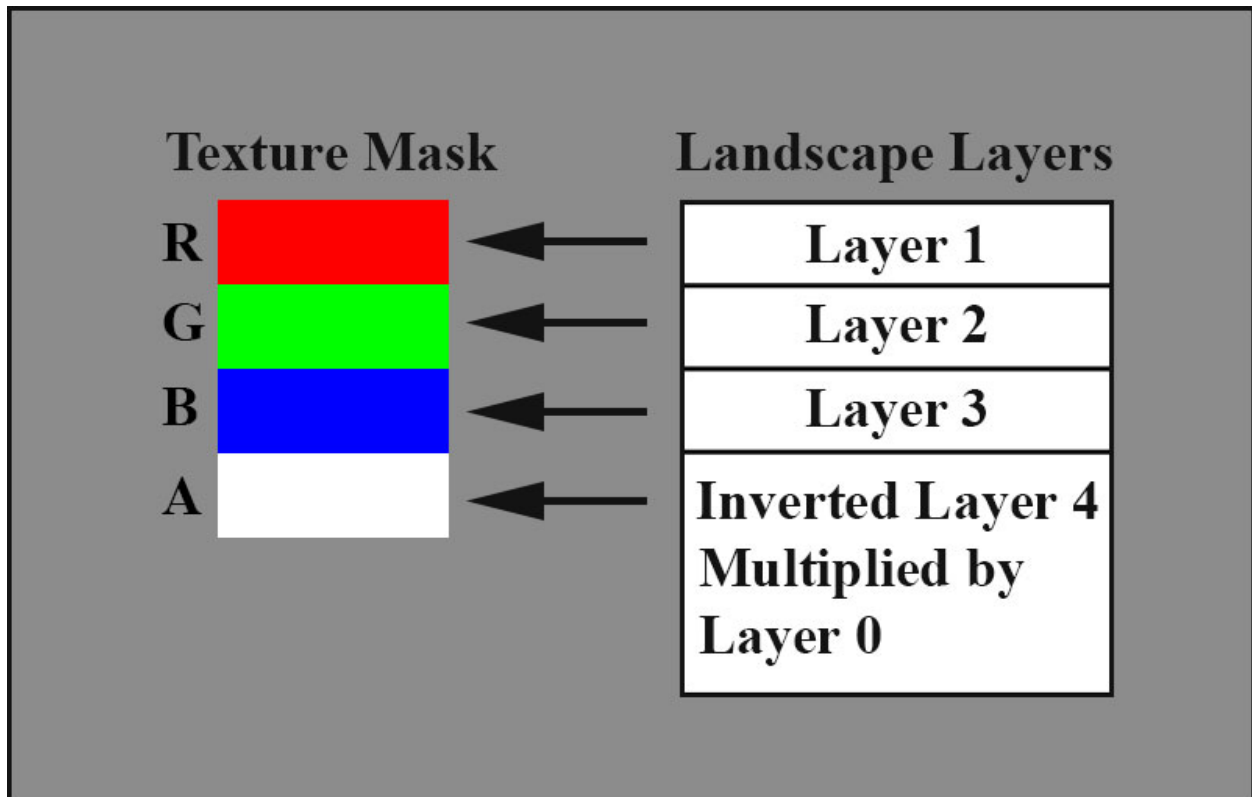 Texture Mask
Landscape Layers
R
Layer 1
G
Layer 2
B
Layer 3
A
Inverted Layer 4
Multiplied by
Layer 0